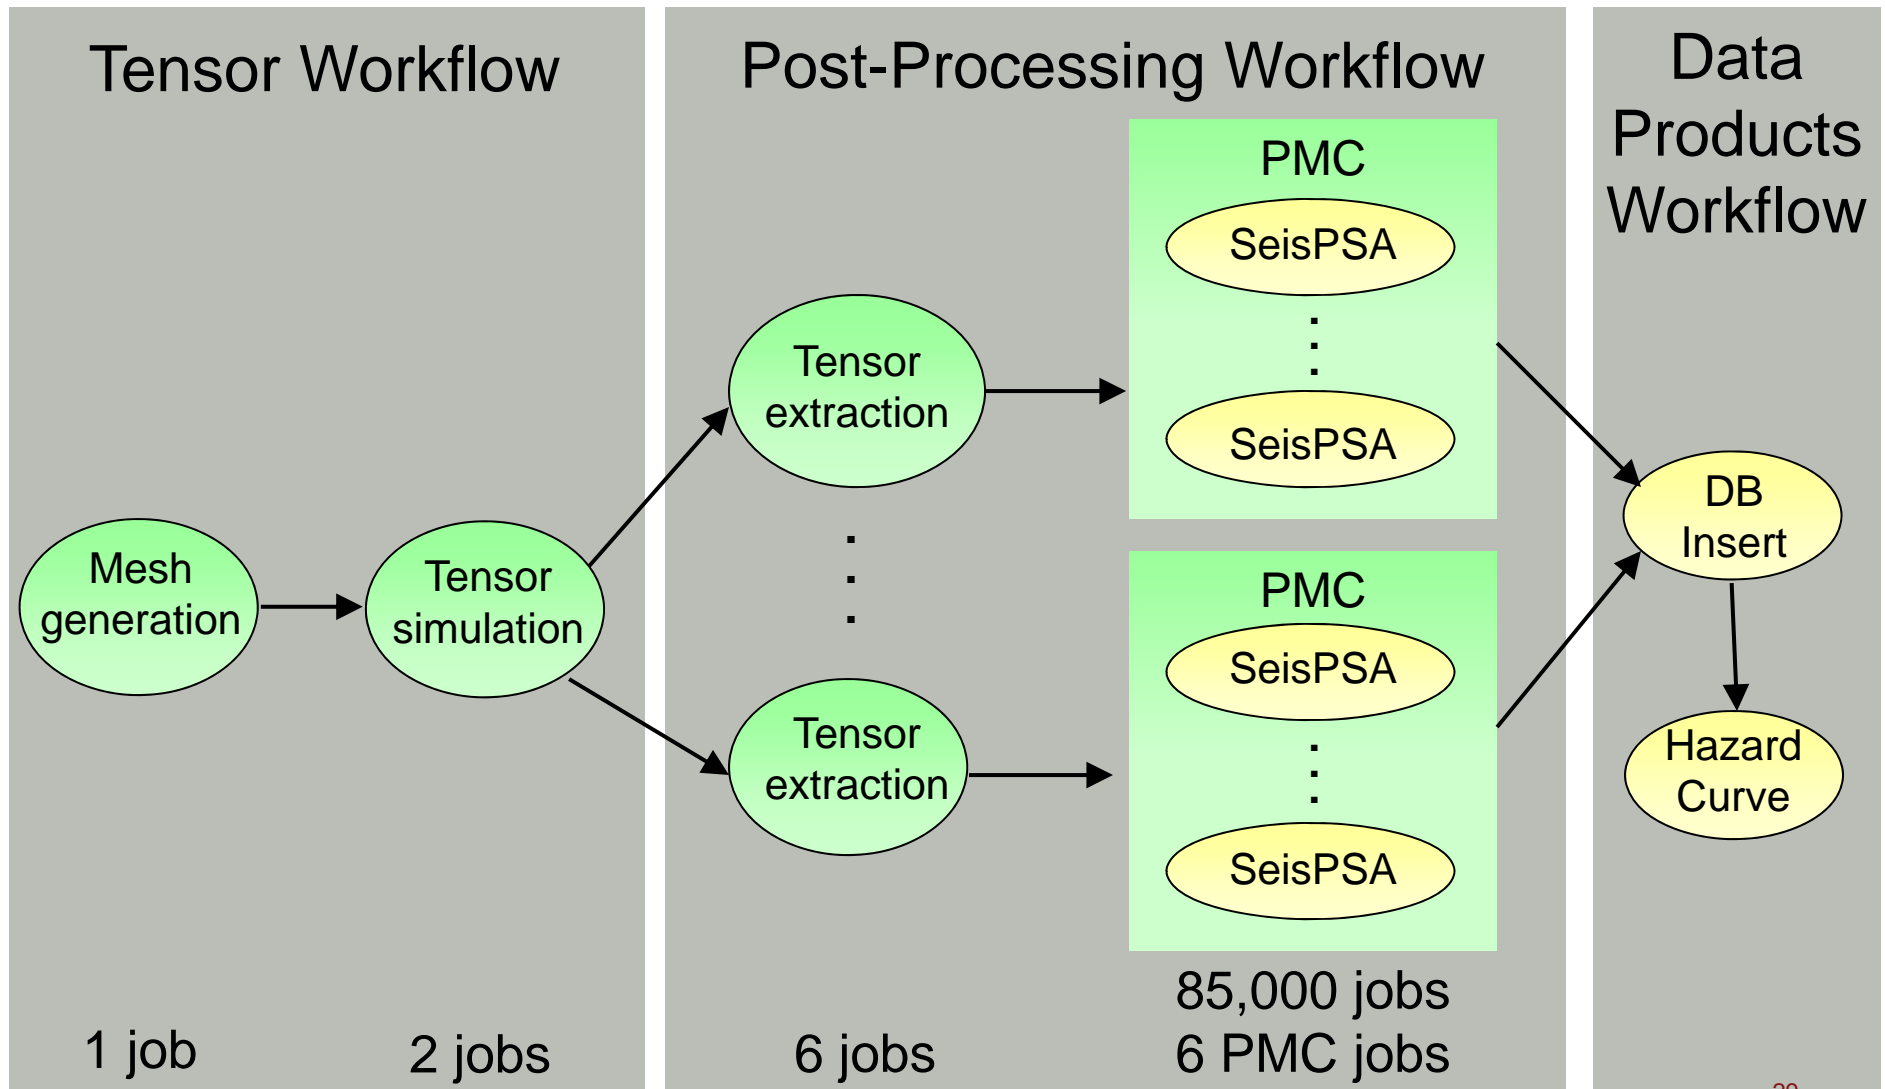 Tensor Workflow
Mesh
generation
Tensor
simulation
1 job
2 jobs
Post-Processing Workflow
Tensor
extraction
.
.
.
Tensor
extraction
6 jobs
PMC
SeisPSA
.
.
.
SeisPSA
PMC
SeisPSA
.
.
.
SeisPSA
85,000 jobs
6 PMC jobs
Data
Products
Workflow
DB
Insert
Hazard
Curve